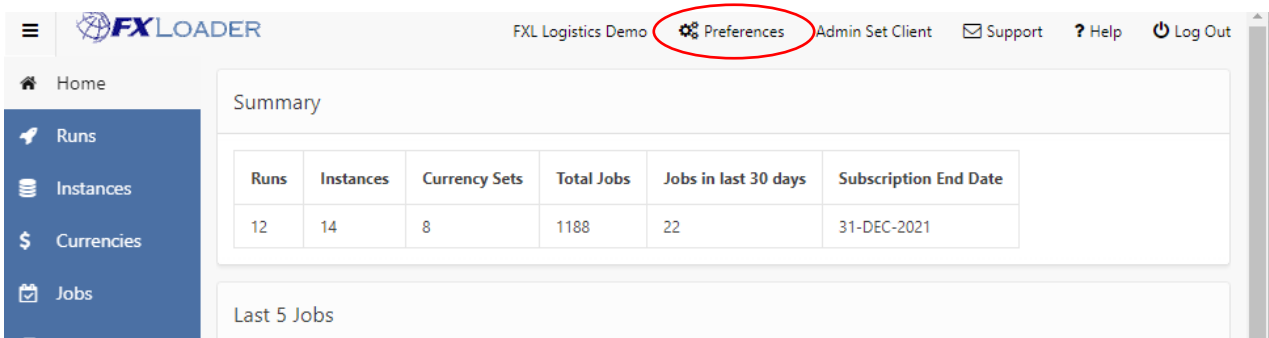 FXLOADER FXL Logistics Demo Preferences Admin Set Client Support ? Help Log Out
Home
Summary
Runs
Runs Instances Currency Sets Total Jobs Jobs in last 30 days Subscription End Date
Instances
12 14 8 1188 22 31-DEC-2021
$ Currencies
Jobs
Last 5 Jobs